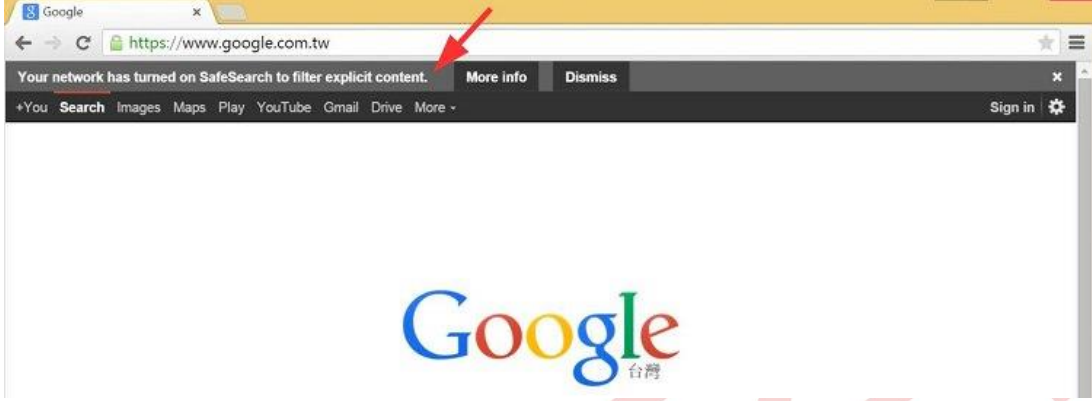 Google
https://www.google.com.tw
Your network has turned on SafeSearch to filter explicit content. More info Dismiss
+You Search Images Maps Play YouTube Gmail Drive More Sign in
Google
台灣